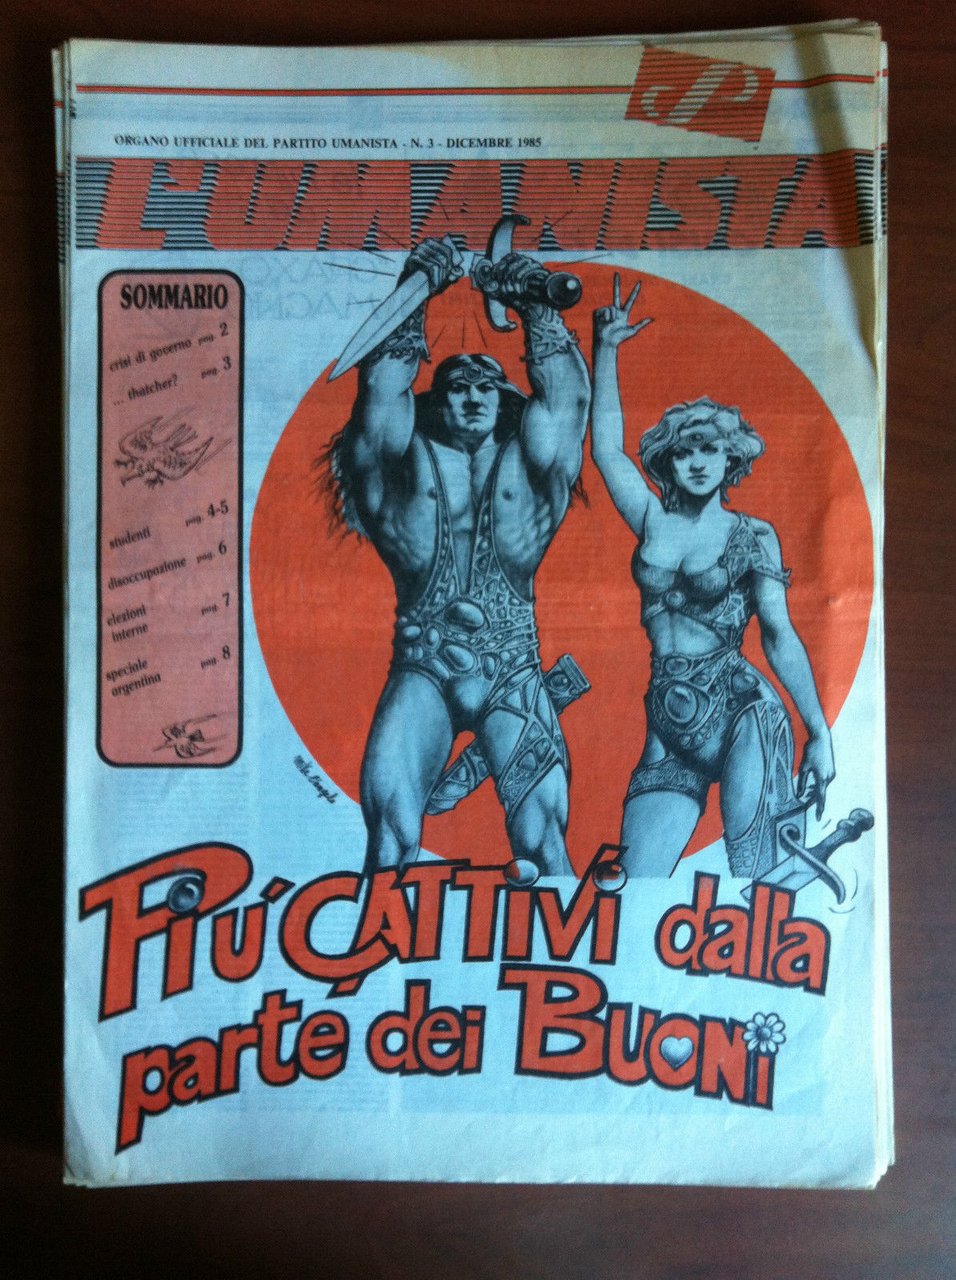 ORGANO UFFICIALE DEL PARTITO UMANISTA - N. 3 - DICEMBRE 1985
L'UMANISTA
SOMMARIO
crisi di governo pag. 2
... thatcher? pag. 3
studenti pag. 4-5
disoccupazione pag. 6
elezioni
interne pag. 7
speciale
argentina pag. 8
PiU' CATTIVI dalla
parte dei BUONi